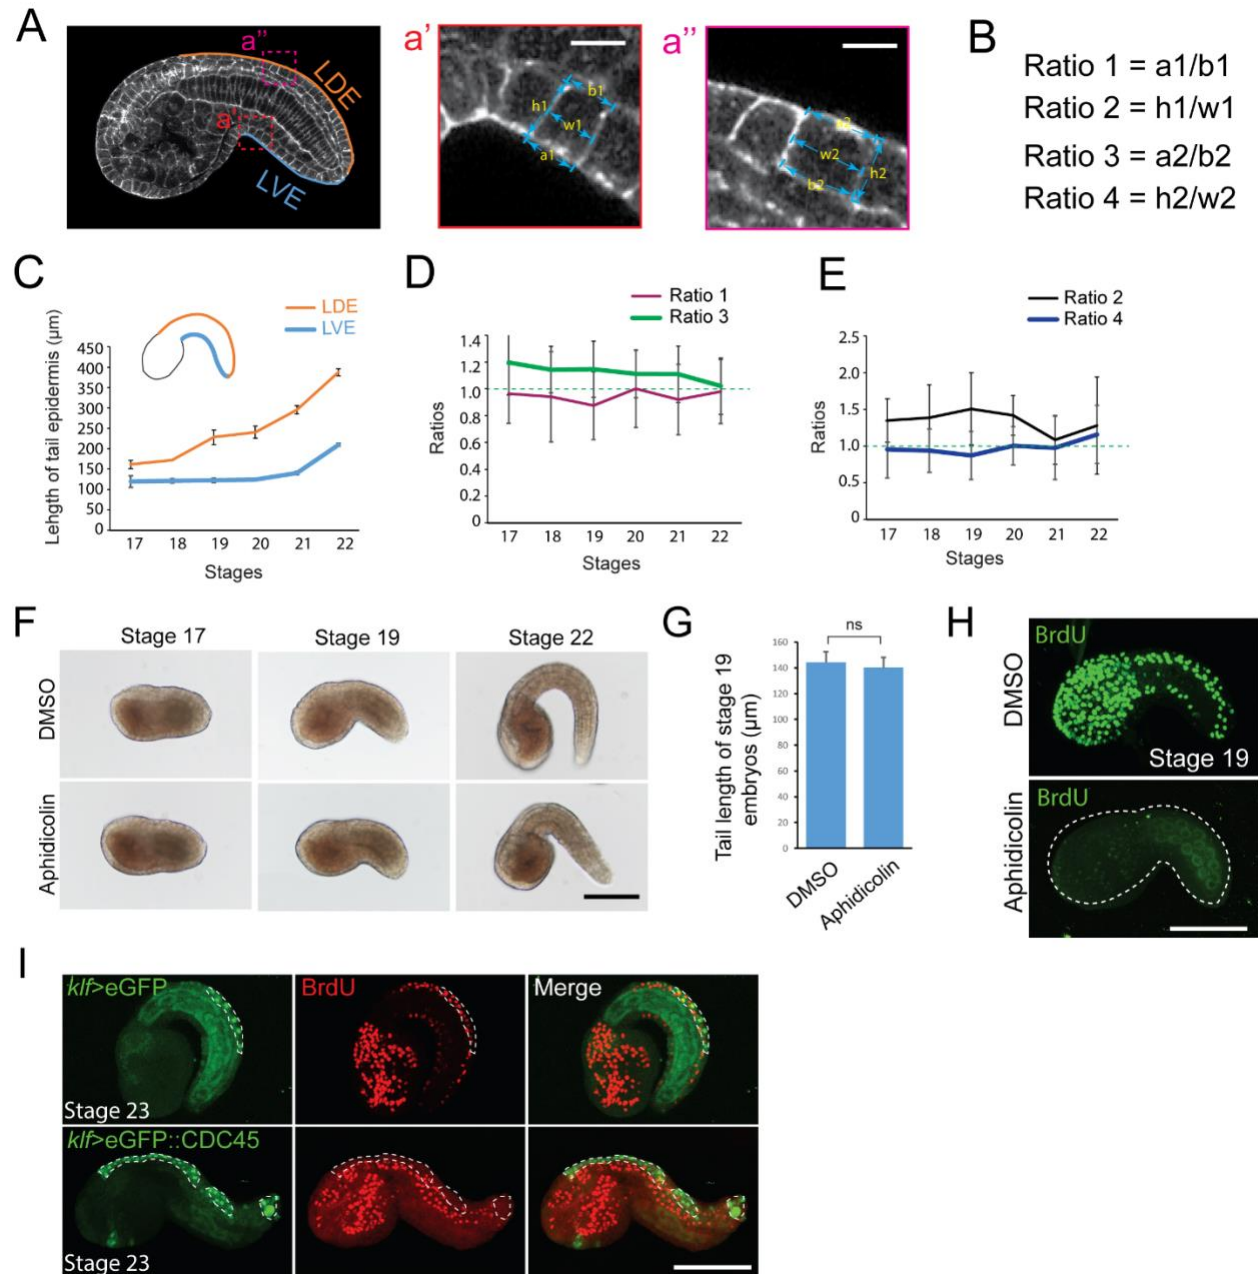 A
a''
LDE
a'
LVE
a'
b1
h1
w1
a1
a''
a2
w2
b2
h2
B
Ratio 1 = a1/b1
Ratio 2 = h1/w1
Ratio 3 = a2/b2
Ratio 4 = h2/w2
C
LDE
LVE
Lehgth of tail epidermis (µm)
450
400
350
300
250
200
150
100
50
0
17 18 19 20 21 22
Stages
D
Ratio 1
Ratio 3
Ratios
1.4
1.2
1.0
0.8
0.6
0.4
0.2
0
17 18 19 20 21 22
Stages
E
Ratio 2
Ratio 4
Ratios
2.5
2.0
1.5
1.0
0.5
0
17 18 19 20 21 22
Stages
F
Stage 17 Stage 19 Stage 22
DMSO
Aphidicolin
G
ns
Tail length of stage 19
embryos (µm)
160
140
120
100
80
60
40
20
0
DMSO
Aphidicolin
H
BrdU
DMSO
Stage 19
BrdU
Aphidicolin
I
klf>eGFP
BrdU
Merge
Stage 23
klf>eGFP::CDC45
Stage 23